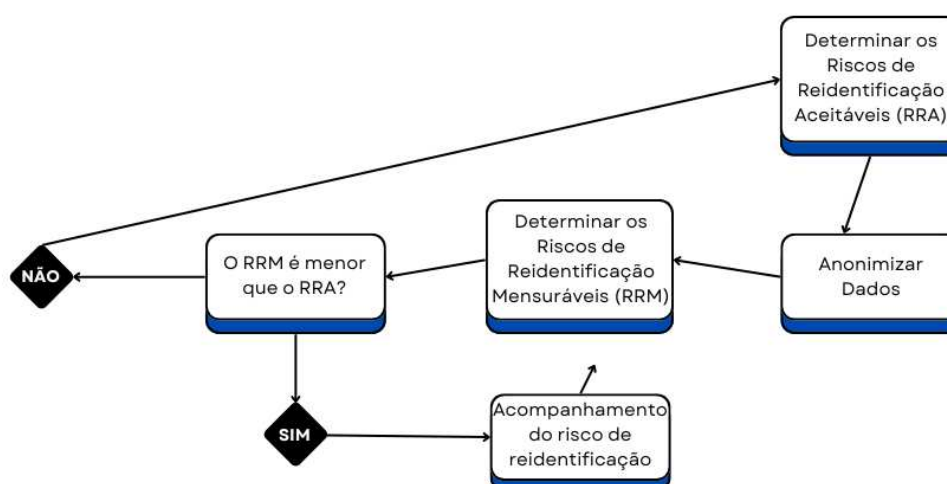 Determinar os
Riscos de
Reidentificação
Aceitáveis (RRA)
Anonimizar
Dados
Determinar os
Riscos de
Reidentificação
Mensuráveis (RRM)
O RRM é menor
que o RRA?
NÃO
SIM
Acompanhamento
do risco de
reidentificação